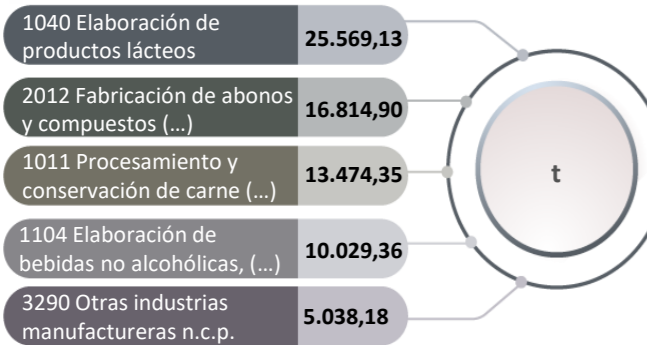 1040 Elaboración de
productos lácteos
25.569,13
2012 Fabricación de abonos
y compuestos (…)
16.814,90
1011 Procesamiento y
conservación de carne (…)
13.474,35
1104 Elaboración de
bebidas no alcohólicas, (…)
10.029,36
3290 Otras industrias
manufactureras n.c.p.
5.038,18
t